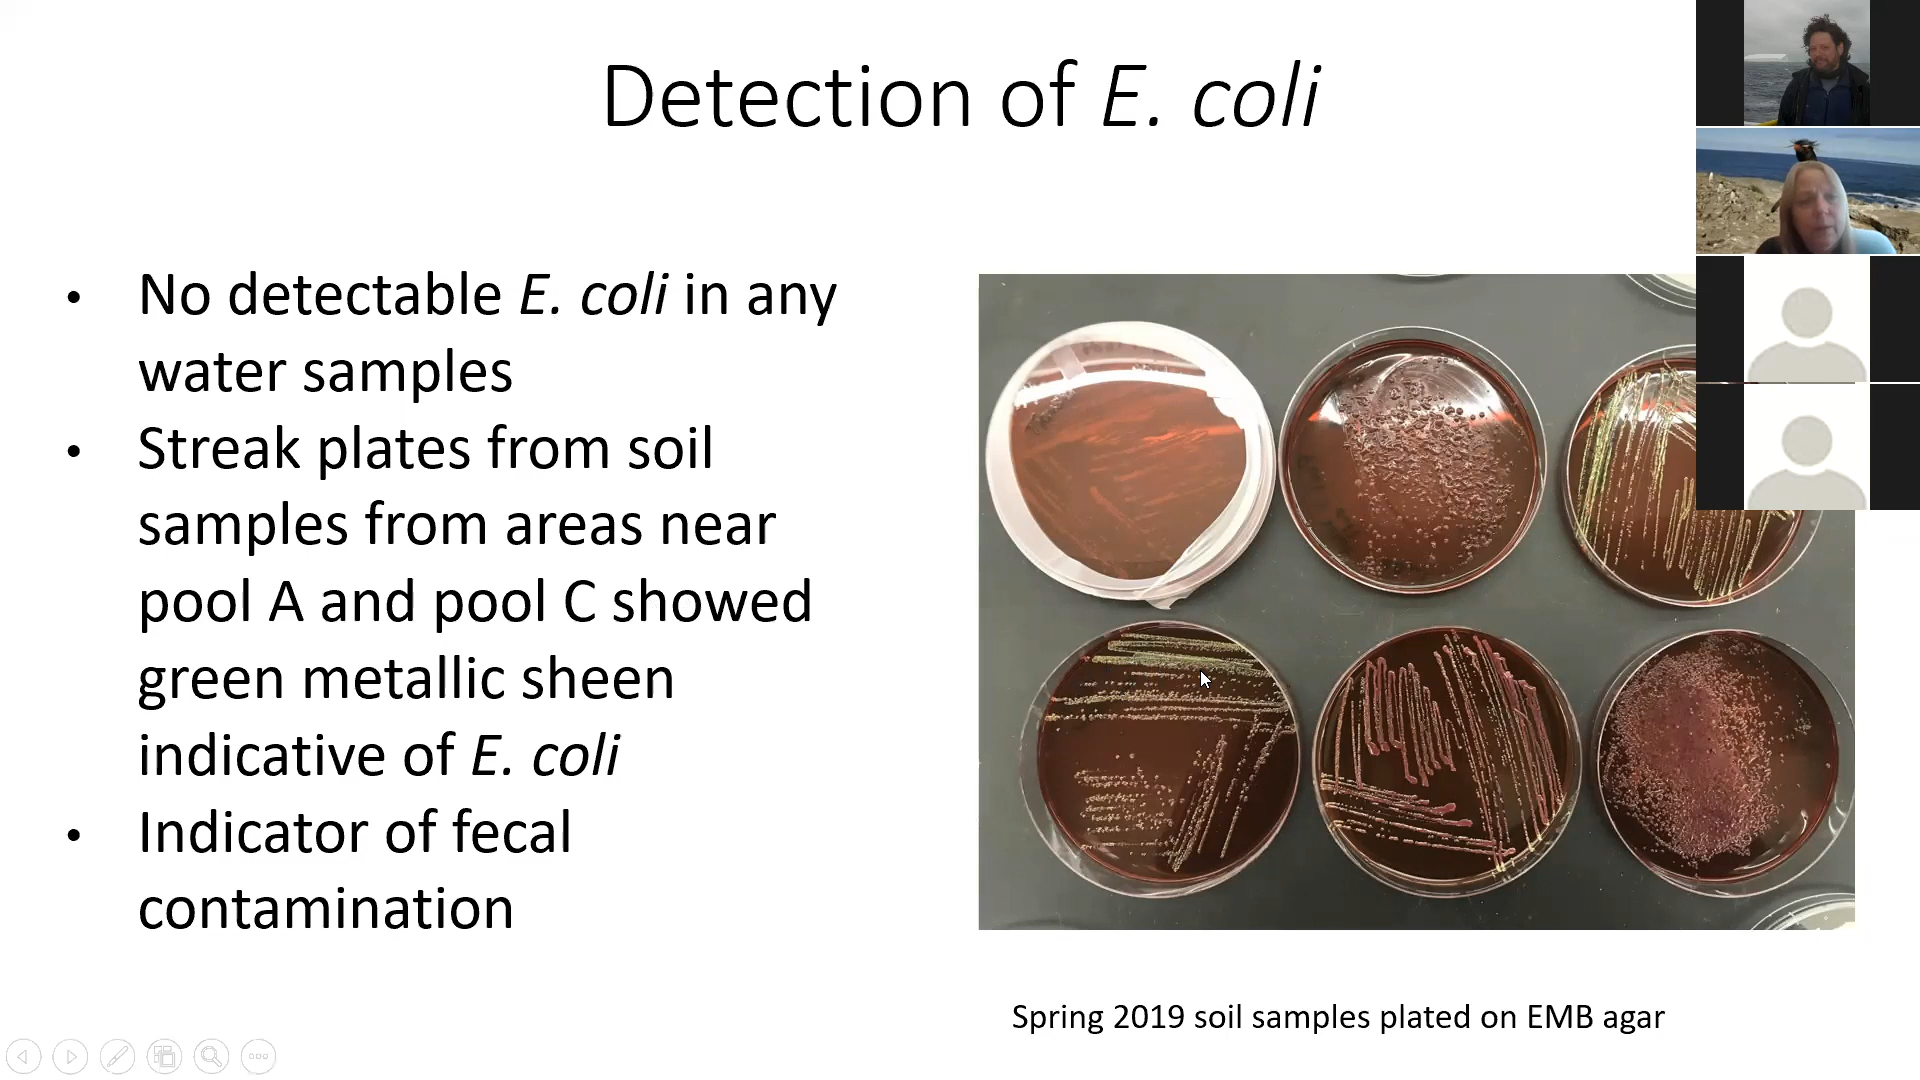 Detection of E. coli
• No detectable E. coli in any
water samples
• Streak plates from soil
samples from areas near
pool A and pool C showed
green metallic sheen
indicative of E. coli
• Indicator of fecal
contamination
Spring 2019 soil samples plated on EMB agar